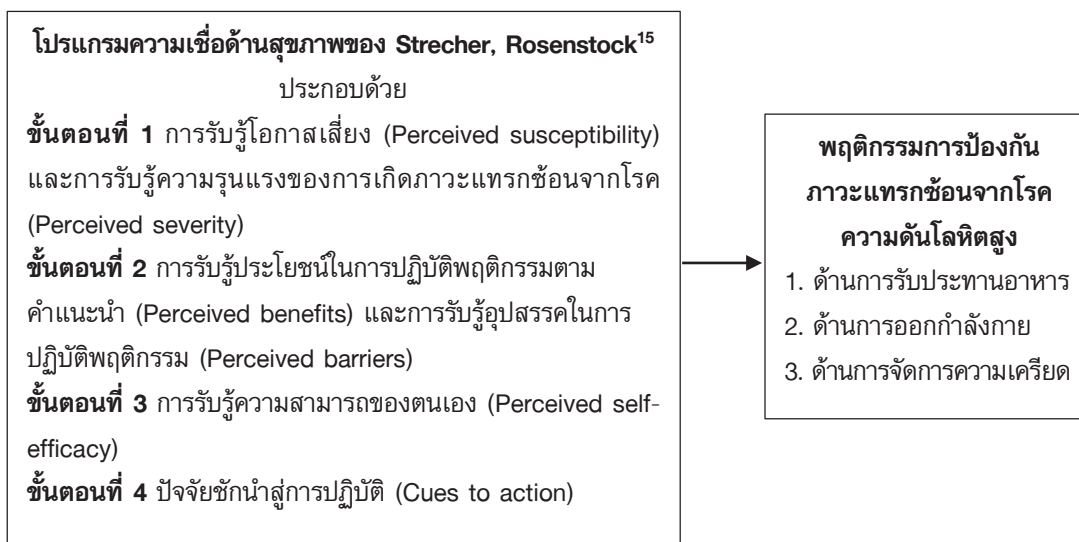 โปรแกรมความเชื่อด้านสุขภาพของ Strecher, Rosenstock¹⁵
ประกอบด้วย
ขั้นตอนที่ 1 การรับรู้โอกาสเสี่ยง (Perceived susceptibility)
และการรับรู้ความรุนแรงของการเกิดภาวะแทรกซ้อนจากโรค
(Perceived severity)
ขั้นตอนที่ 2 การรับรู้ประโยชน์ในการปฏิบัติพฤติกรรมตาม
คำแนะนำ (Perceived benefits) และการรับรู้อุปสรรคในการ
ปฏิบัติพฤติกรรม (Perceived barriers)
ขั้นตอนที่ 3 การรับรู้ความสามารถของตนเอง (Perceived self-
efficacy)
ขั้นตอนที่ 4 ปัจจัยชักนำสู่การปฏิบัติ (Cues to action)
พฤติกรรมการป้องกัน
ภาวะแทรกซ้อนจากโรค
ความดันโลหิตสูง
1. ด้านการรับประทานอาหาร
2. ด้านการออกกำลังกาย
3. ด้านการจัดการความเครียด